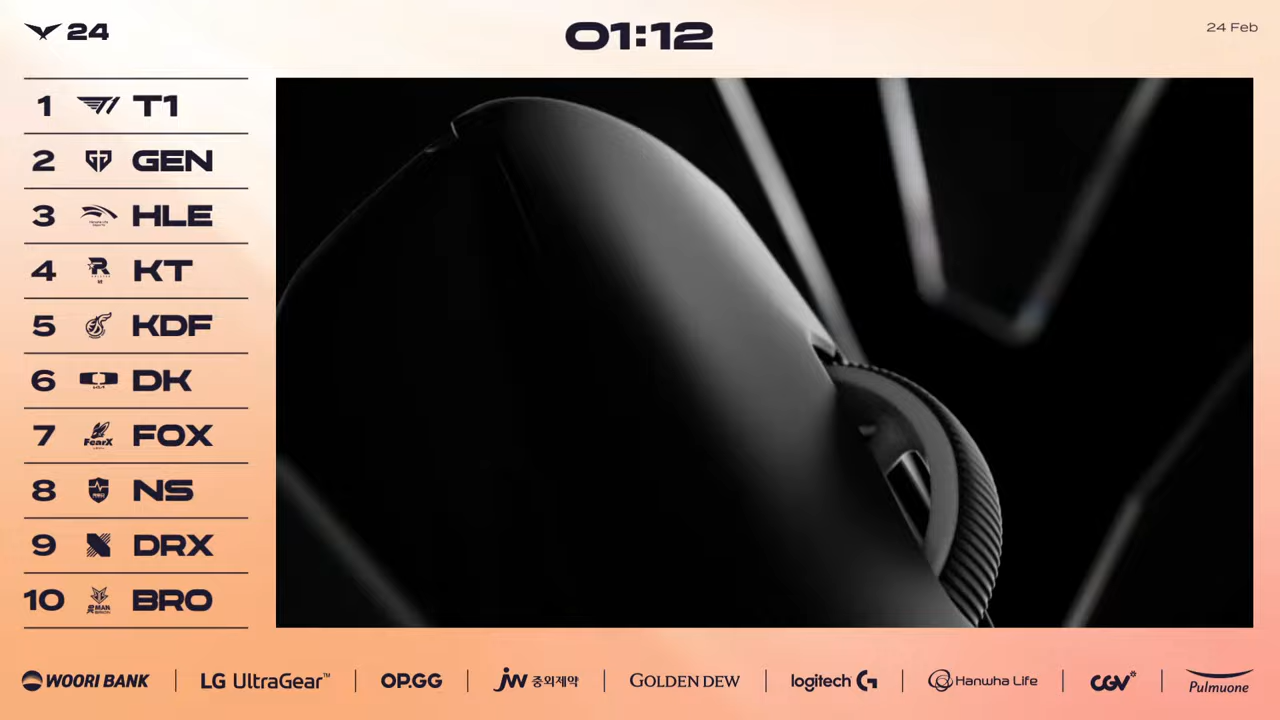 24
01:12
24 Feb
1 T1
2 GEN
3 HLE
4 KT
5 KDF
6 DK
7 FearX FOX
8 NS
9 DRX
10 BRO
WOORI BANK
LG UltraGear™
OP.GG
jw 중외제약
GOLDEN DEW
logitech G
Hanwha Life
CGV
Pulmuone